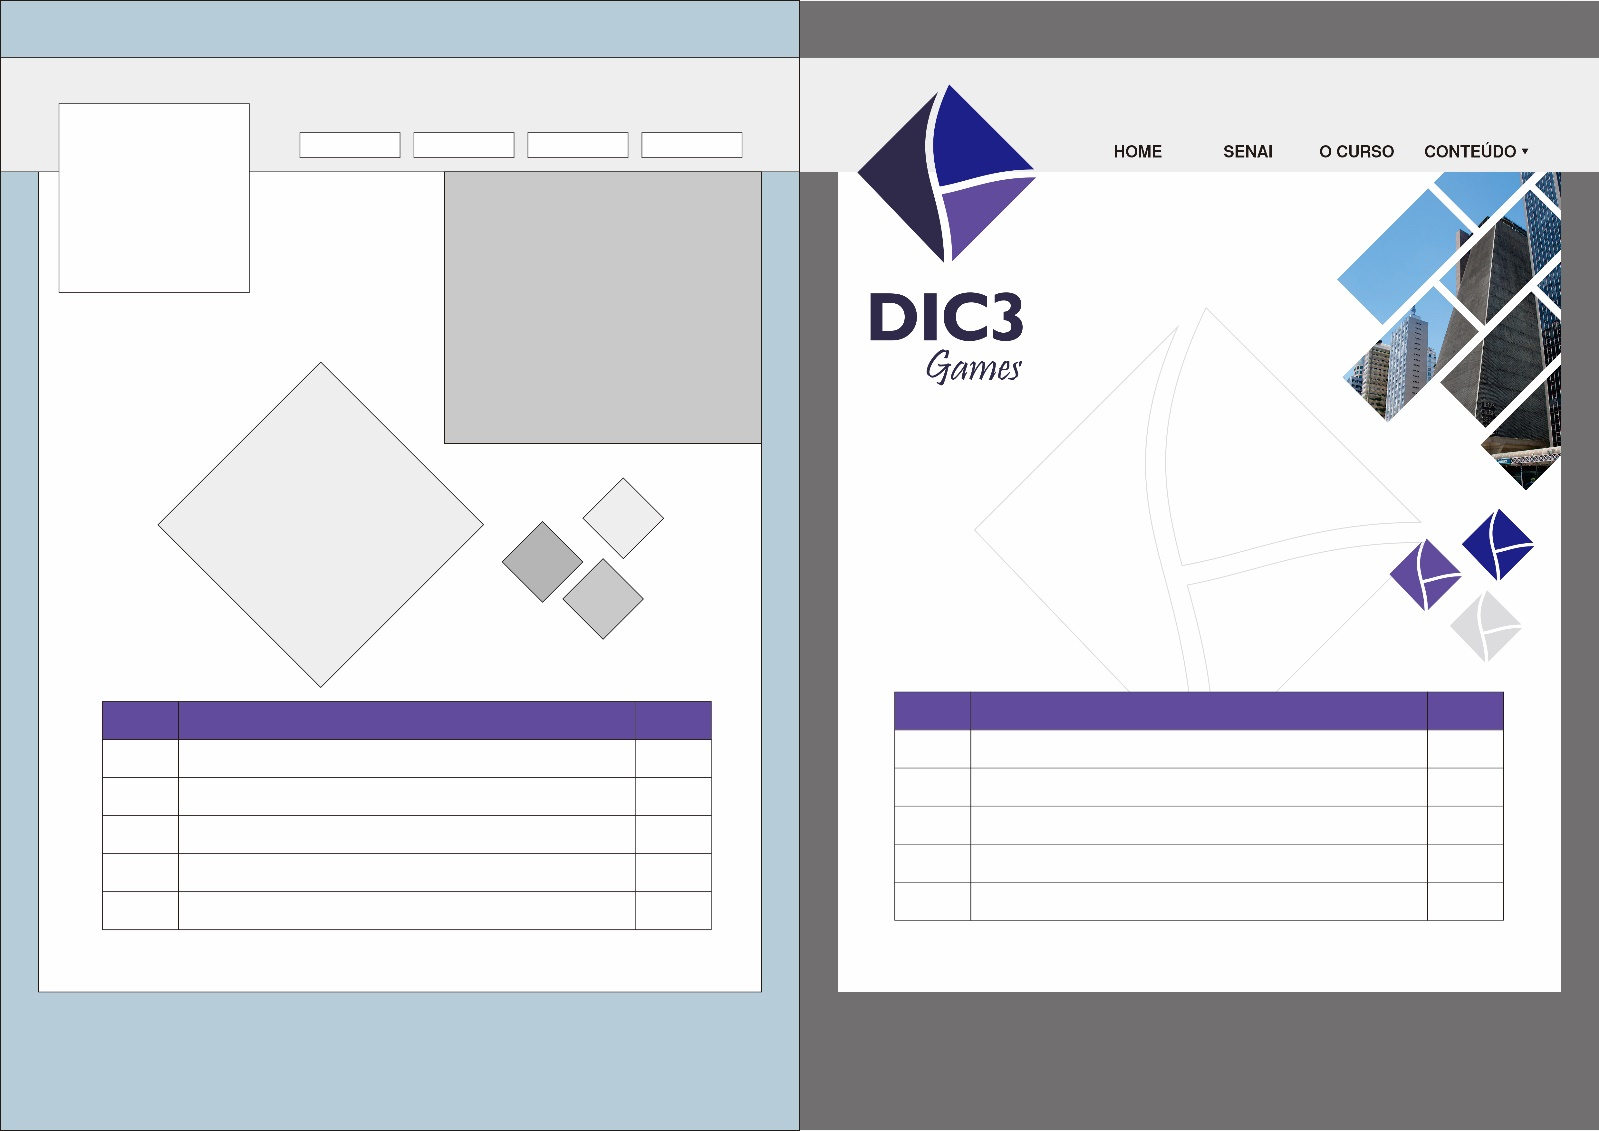 HOME SENAI O CURSO CONTEÚDO ▼
DIC3
Games